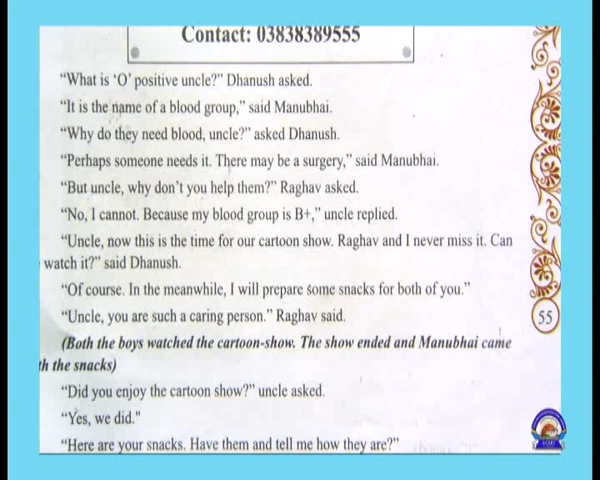 Contact: 03838389555
“What is ‘O’ positive uncle?” Dhanush asked.
“It is the name of a blood group,” said Manubhai.
“Why do they need blood, uncle?” asked Dhanush.
“Perhaps someone needs it. There may be a surgery,” said Manubhai.
“But uncle, why don’t you help them?” Raghav asked.
“No, I cannot. Because my blood group is B+,” uncle replied.
“Uncle, now this is the time for our cartoon show. Raghav and I never miss it. Can
watch it?” said Dhanush.
“Of course. In the meanwhile, I will prepare some snacks for both of you.”
“Uncle, you are such a caring person.” Raghav said.
55
(Both the boys watched the cartoon-show. The show ended and Manubhai came
th the snacks)
“Did you enjoy the cartoon show?” uncle asked.
“Yes, we did."
“Here are your snacks. Have them and tell me how they are?”